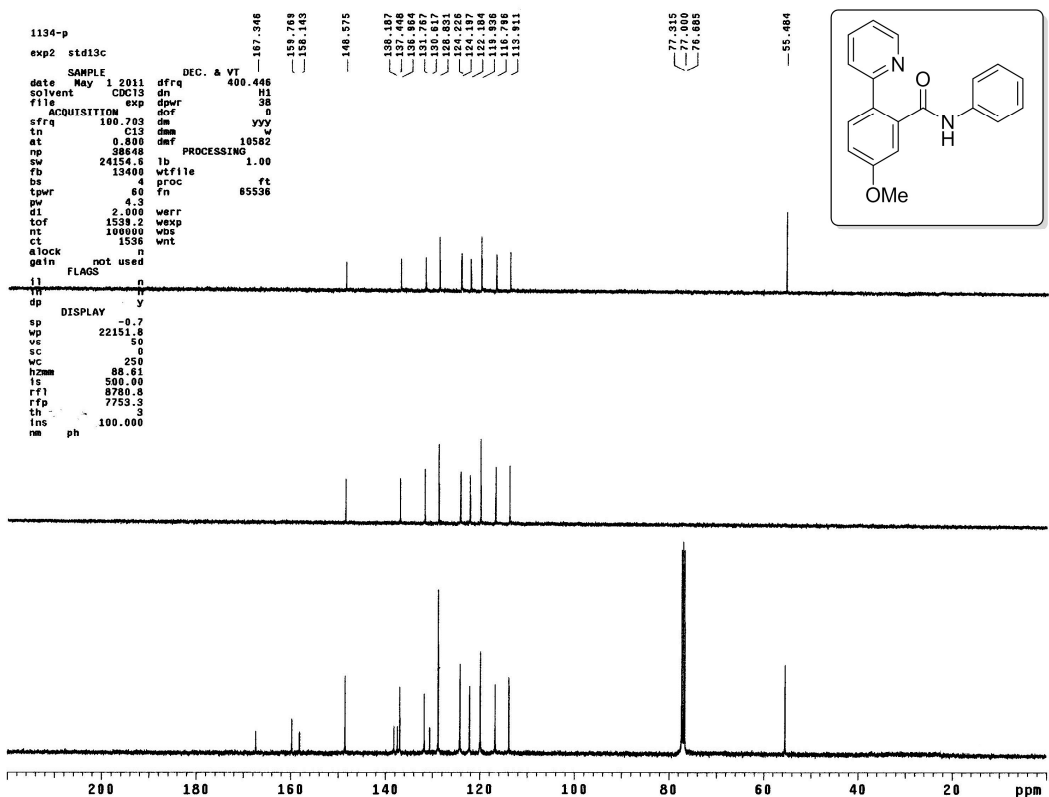 1134-p
exp2 std13c
SAMPLE
date May 1 2011
solvent CDCl3
file exp
ACQUISITION
sfrq 100.703
tn C13
at 0.800
np 38648
sw 24154.6
fb 13400
bs 4
tpwr 60
pw 4.3
d1 2.000
tof 1539.2
nt 100000
ct 1536
alock n
gain not used
FLAGS
il n
in n
dp y
DISPLAY
sp -0.7
wp 22151.8
vs 50
sc 0
wc 250
hzmm 88.61
is 500.00
rfl 8780.8
rfp 7753.3
th 3
ins 100.000
nm ph
DEC. & VT
dfrq 400.446
dn H1
dpwr 38
dof 0
dm yyy
dmm w
dmf 10582
PROCESSING
lb 1.00
wtfile
proc ft
fn 65536
werr
wexp
wbs
wnt
167.346
159.769
158.143
148.575
138.187
137.448
136.964
131.767
130.617
128.831
124.226
124.197
122.184
119.936
116.796
113.911
77.315
77.000
76.685
55.484
N
O
N
H
OMe
200 180 160 140 120 100 80 60 40 20 ppm